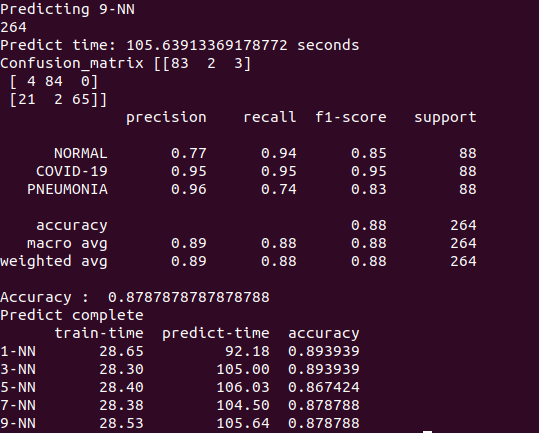 Predicting 9-NN
264
Predict time: 105.63913369178772 seconds
Confusion_matrix [[83  2  3]
 [ 4 84  0]
 [21  2 65]]
              precision    recall  f1-score   support

      NORMAL       0.77      0.94      0.85        88
    COVID-19       0.95      0.95      0.95        88
   PNEUMONIA       0.96      0.74      0.83        88

    accuracy                           0.88       264
   macro avg       0.89      0.88      0.88       264
weighted avg       0.89      0.88      0.88       264

Accuracy :  0.8787878787878788
Predict complete
      train-time  predict-time  accuracy
1-NN       28.65         92.18  0.893939
3-NN       28.30        105.00  0.893939
5-NN       28.40        106.03  0.867424
7-NN       28.38        104.50  0.878788
9-NN       28.53        105.64  0.878788